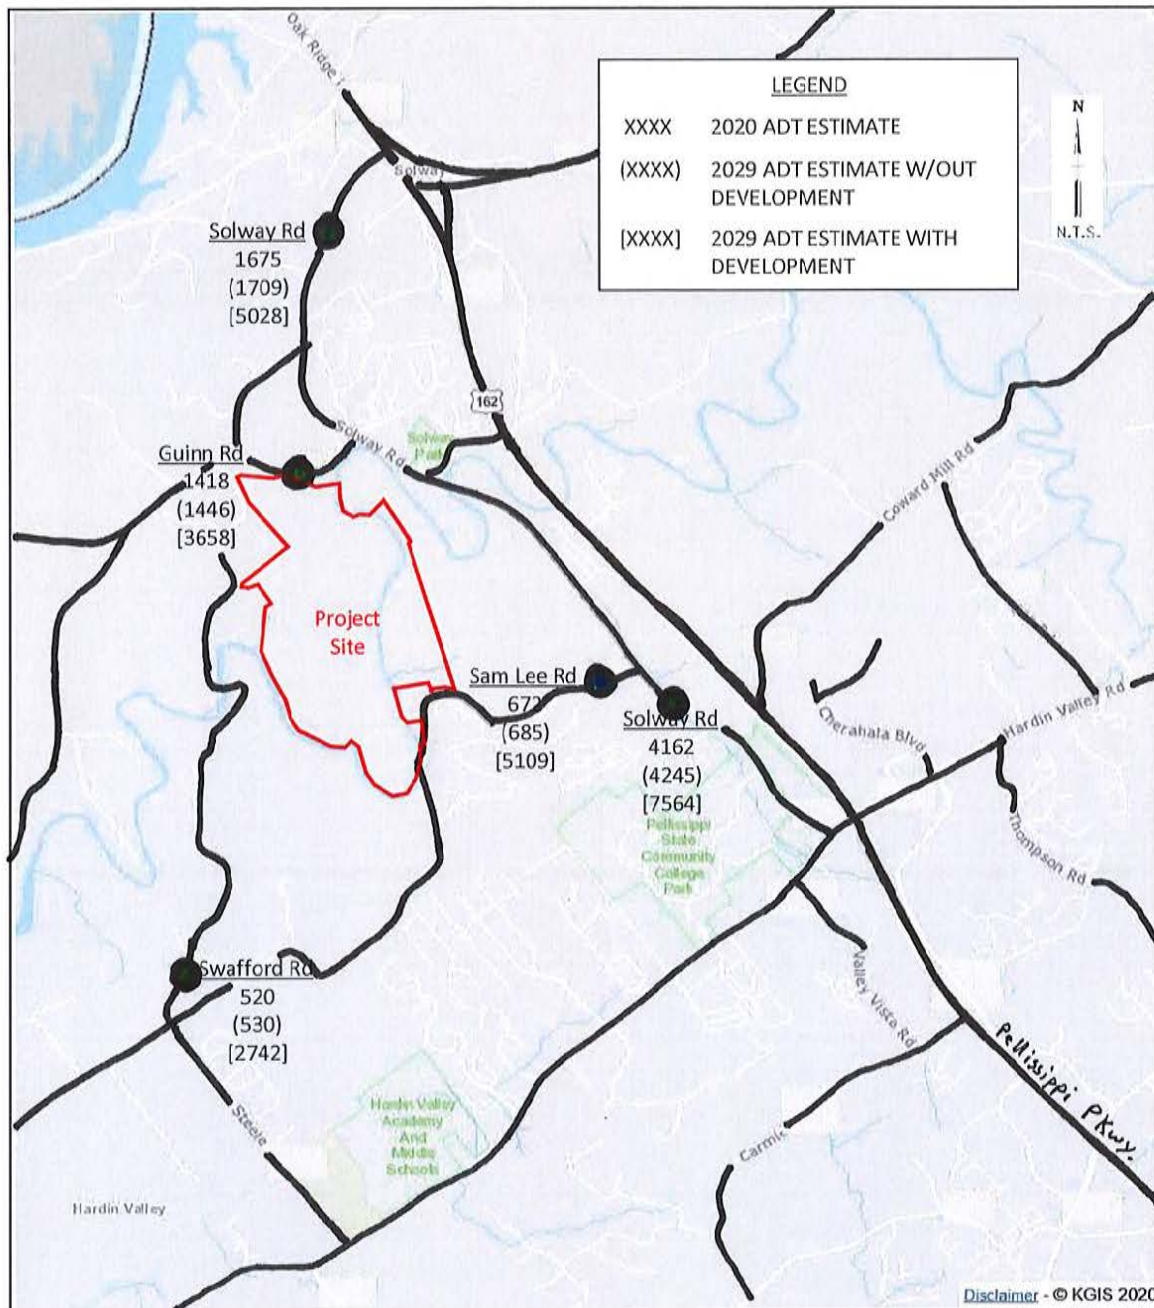 Oak Ridge
LEGEND
XXXX 2020 ADT ESTIMATE
(XXXX) 2029 ADT ESTIMATE W/OUT
DEVELOPMENT
[XXXX] 2029 ADT ESTIMATE WITH
DEVELOPMENT
N
N.T.S.
Solway
Solway Rd
1675
(1709)
[5028]
162
Solway Rd
Solway
Park
Guinn Rd
1418
(1446)
[3658]
Coward Mill Rd
Project
Site
Sam Lee Rd
672
(685)
[5109]
Solway Rd
4162
(4245)
[7564]
Cherahala Blvd
Hardin Valley Rd
Pellissippi
State
Community
College
Park
Thompson Rd
Valley Vista Rd
Swafford Rd
520
(530)
[2742]
Pellissippi PKwy.
Steele
Hardin Valley
Academy
And
Middle
Schools
Carmic
Hardin Valley
Disclaimer - © KGIS 2020